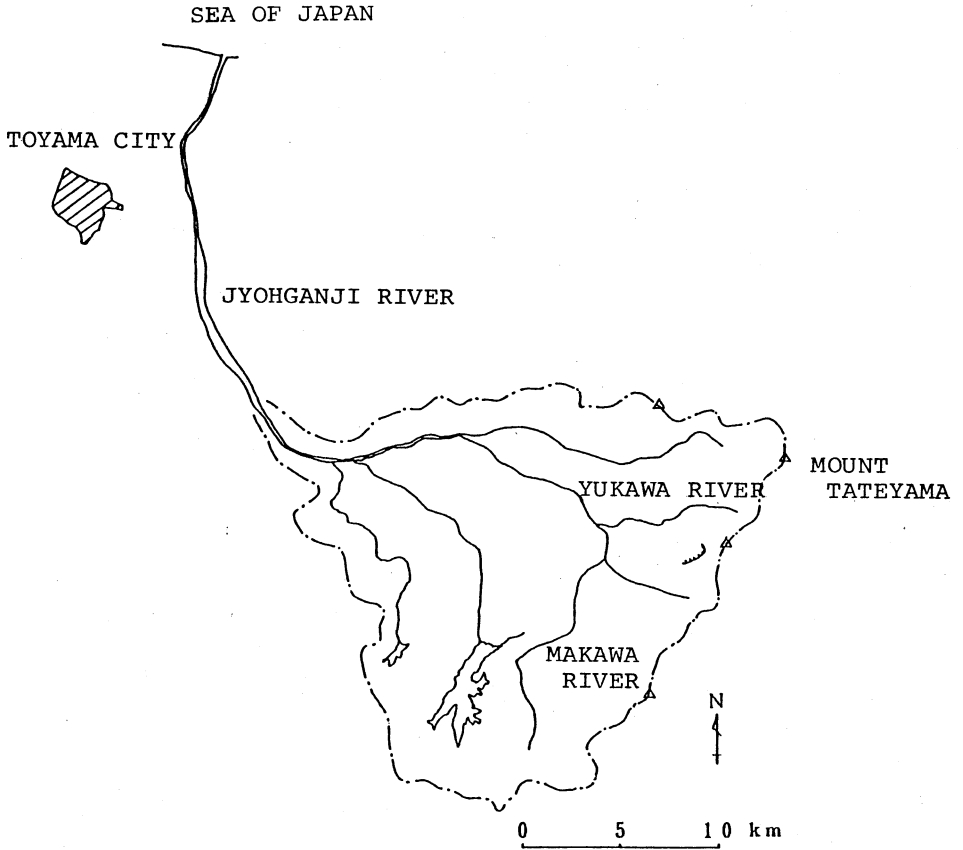 SEA OF JAPAN
TOYAMA CITY
JYOHGANJI RIVER
MOUNT
TATEYAMA
YUKAWA RIVER
MAKAWA
RIVER
N
0 5 10 km